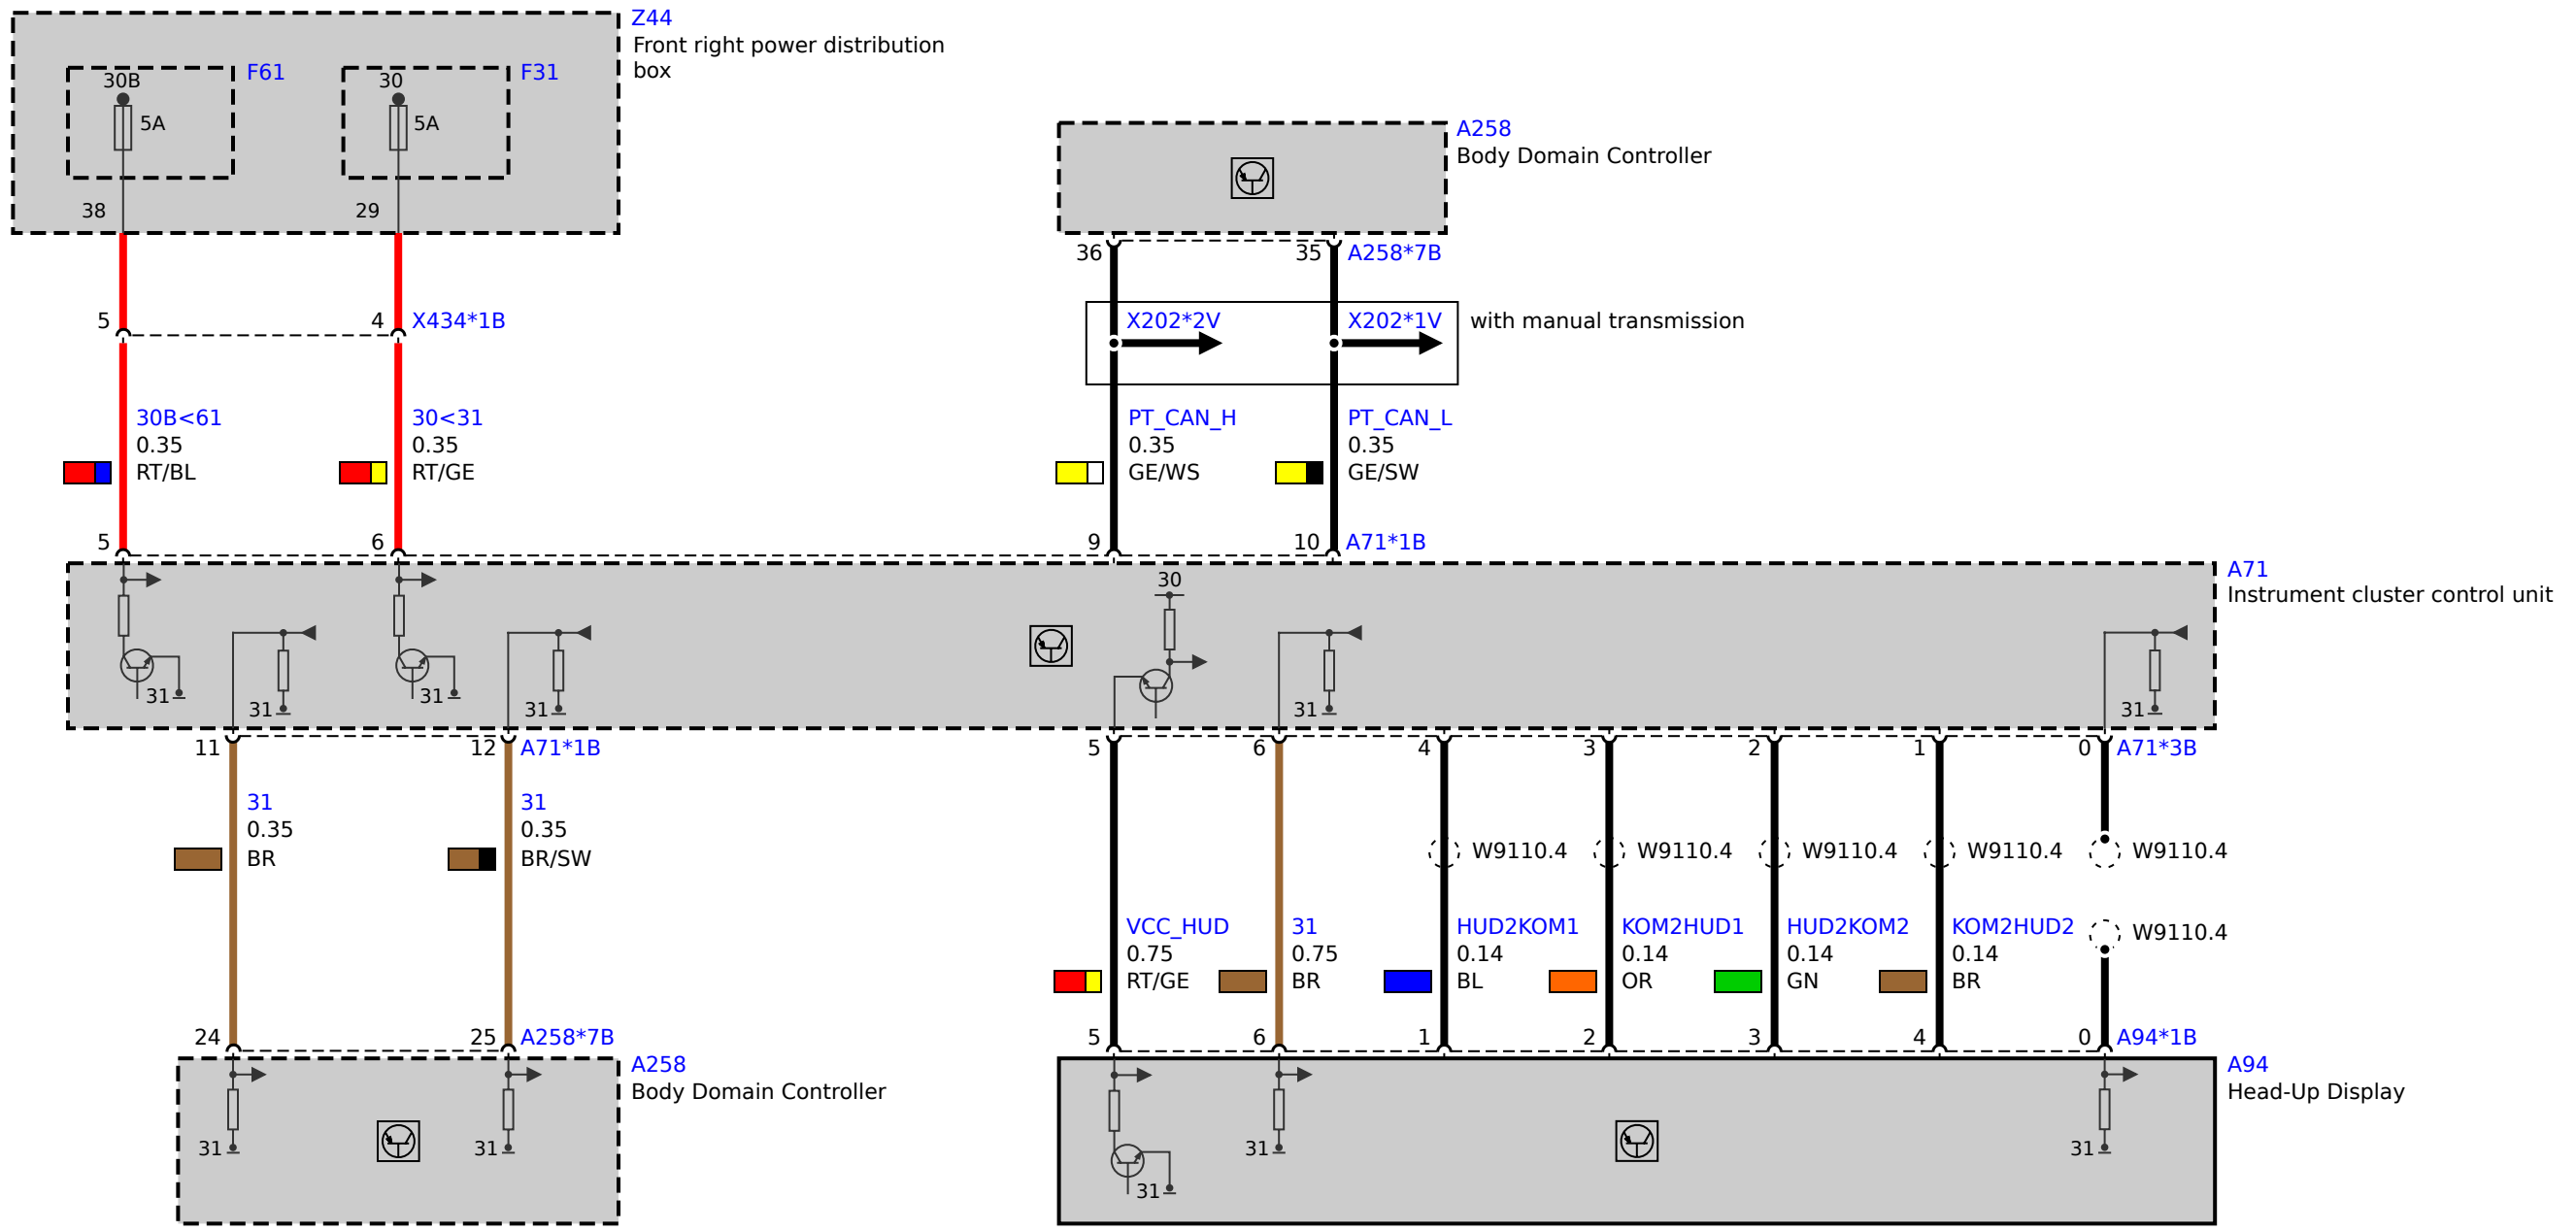 Z44
Front right power distribution
box
30B
F61
30
F31
5A
5A
38
29
A258
Body Domain Controller
36
35
A258*7B
5
4
X434*1B
X202*2V
X202*1V
with manual transmission
30B<61
0.35
RT/BL
30<31
0.35
RT/GE
PT_CAN_H
0.35
GE/WS
PT_CAN_L
0.35
GE/SW
5
6
9
10
A71*1B
A71
Instrument cluster control unit
30
31
31
31
31
31
31
11
12
A71*1B
5
6
4
3
2
1
0
A71*3B
31
0.35
BR
31
0.35
BR/SW
W9110.4
W9110.4
W9110.4
W9110.4
W9110.4
W9110.4
VCC_HUD
0.75
RT/GE
31
0.75
BR
HUD2KOM1
0.14
BL
KOM2HUD1
0.14
OR
HUD2KOM2
0.14
GN
KOM2HUD2
0.14
BR
24
25
A258*7B
5
6
1
2
3
4
0
A94*1B
A258
Body Domain Controller
31
31
A94
Head-Up Display
31
31
31